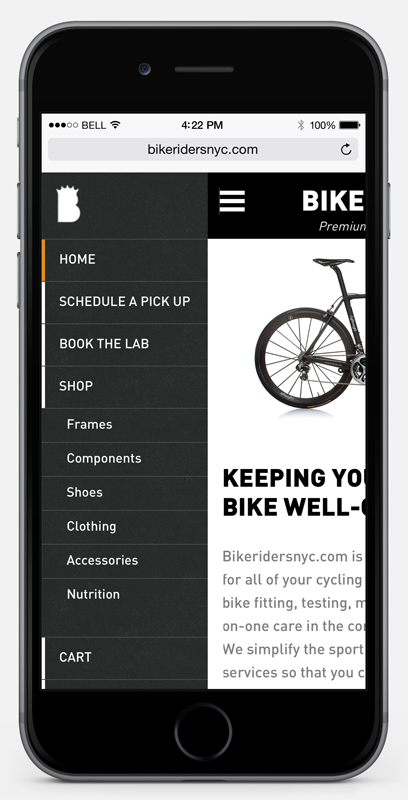 BELL
4:22 PM
100%
bikeridersnyc.com
B
BIKE
Premiun
HOME
SCHEDULE A PICK UP
BOOK THE LAB
SHOP
Frames
Components
Shoes
Clothing
Accessories
Nutrition
CART
KEEPING YOU
BIKE WELL-
Bikeridersnyc.com is
for all of your cycling
bike fitting, testing, m
on-one care in the co
We simplify the sport
services so that you c